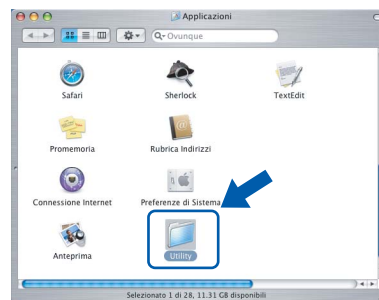 Applicazioni
Q Ovunque
Safari
Sherlock
TextEdit
Promemoria
Rubrica Indirizzi
Connessione Internet
Preferenze di Sistema
Anteprima
Utility
Selezionato 1 di 28, 11.31 GB disponibili